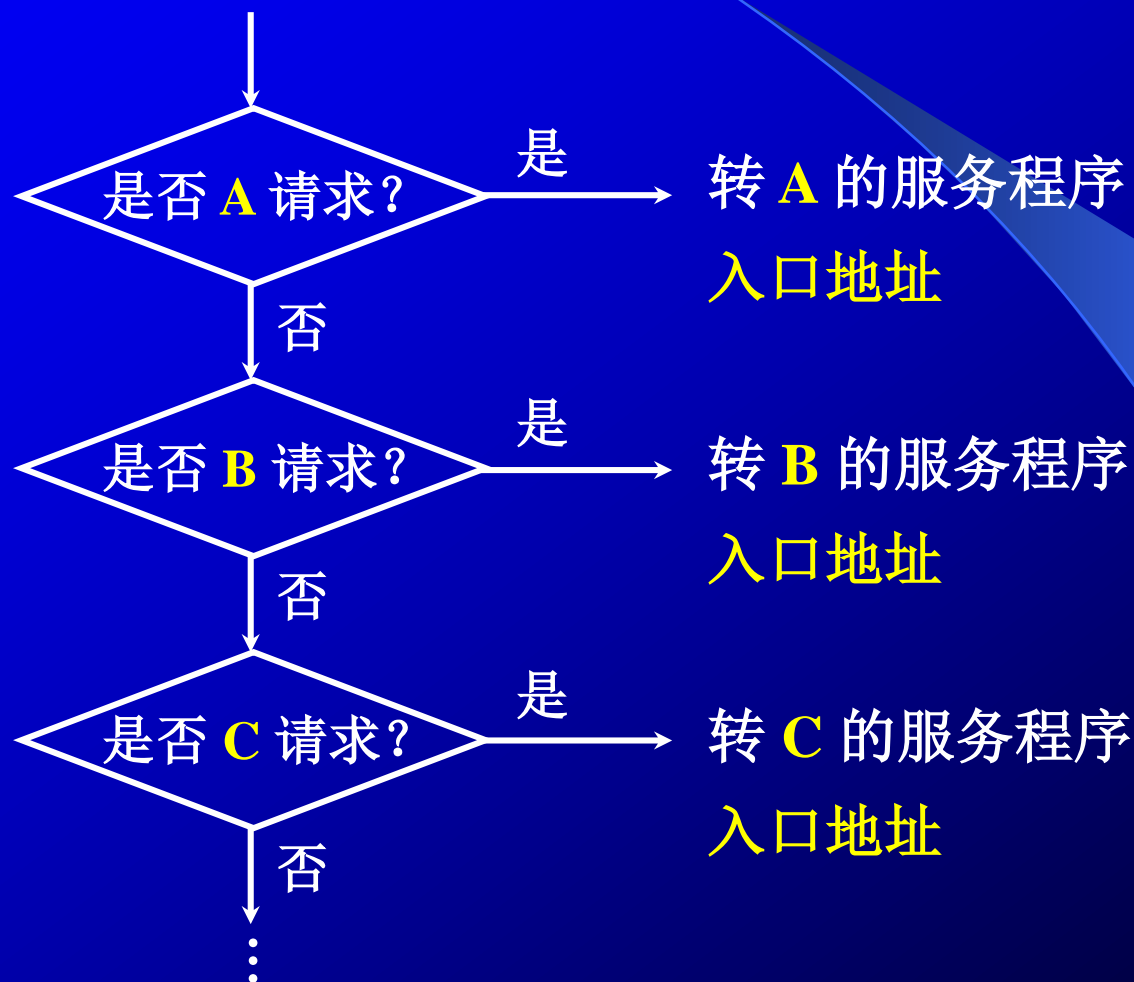 是
是否 A 请求？
转 A 的服务程序
入口地址
否
是
是否 B 请求？
转 B 的服务程序
入口地址
否
是
是否 C 请求？
转 C 的服务程序
入口地址
否
⋮